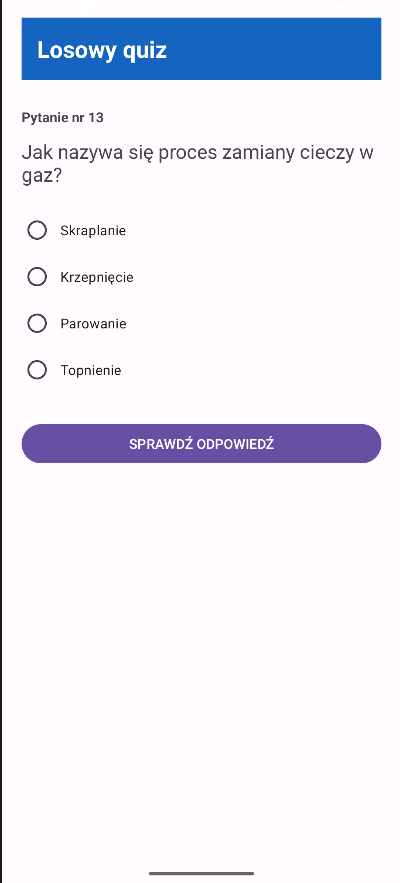 Losowy quiz
Pytanie nr 13
Jak nazywa się proces zamiany cieczy w
gaz?
Skraplanie
Krzepnięcie
Parowanie
Topnienie
SPRAWDŹ ODPOWIEDŹ